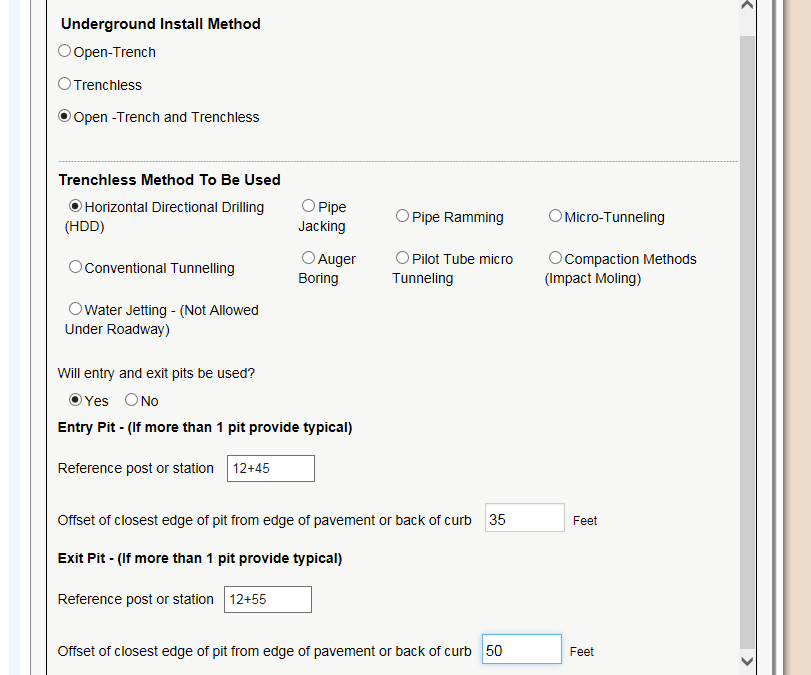 Underground Install Method
Open-Trench
Trenchless
Open -Trench and Trenchless
Trenchless Method To Be Used
Horizontal Directional Drilling
(HDD)
Pipe
Jacking
Pipe Ramming
Micro-Tunneling
Conventional Tunnelling
Auger
Boring
Pilot Tube micro
Tunneling
Compaction Methods
(Impact Moling)
Water Jetting - (Not Allowed
Under Roadway)
Will entry and exit pits be used?
Yes No
Entry Pit - (If more than 1 pit provide typical)
Reference post or station 12+45
Offset of closest edge of pit from edge of pavement or back of curb 35 Feet
Exit Pit - (If more than 1 pit provide typical)
Reference post or station 12+55
Offset of closest edge of pit from edge of pavement or back of curb 50 Feet